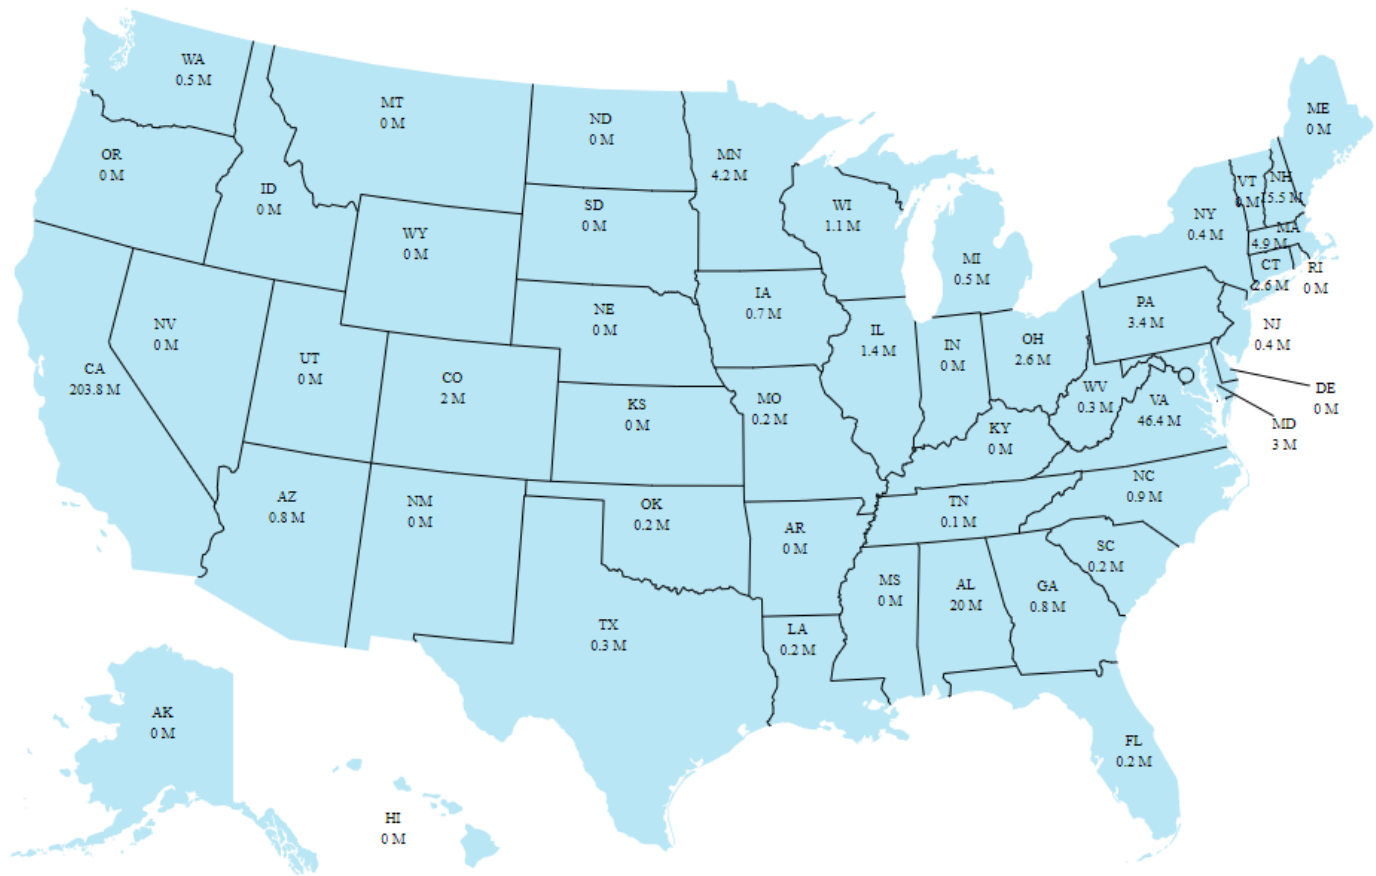 WA
0.5 M
MT
0 M
ND
0 M
ME
0 M
OR
0 M
MN
4.2 M
ID
0 M
SD
0 M
WI
1.1 M
VT
0 M
NH
15.5 M
NY
0.4 M
MA
4.9 M
WY
0 M
MI
0.5 M
CT
2.6 M
RI
0 M
NV
0 M
NE
0 M
IA
0.7 M
PA
3.4 M
NJ
0.4 M
IL
1.4 M
IN
0 M
OH
2.6 M
UT
0 M
CA
203.8 M
CO
2 M
WV
0.3 M
VA
46.4 M
DE
0 M
MD
3 M
KS
0 M
MO
0.2 M
KY
0 M
NC
0.9 M
AZ
0.8 M
NM
0 M
OK
0.2 M
TN
0.1 M
AR
0 M
SC
0.2 M
MS
0 M
AL
20 M
GA
0.8 M
TX
0.3 M
LA
0.2 M
AK
0 M
FL
0.2 M
HI
0 M